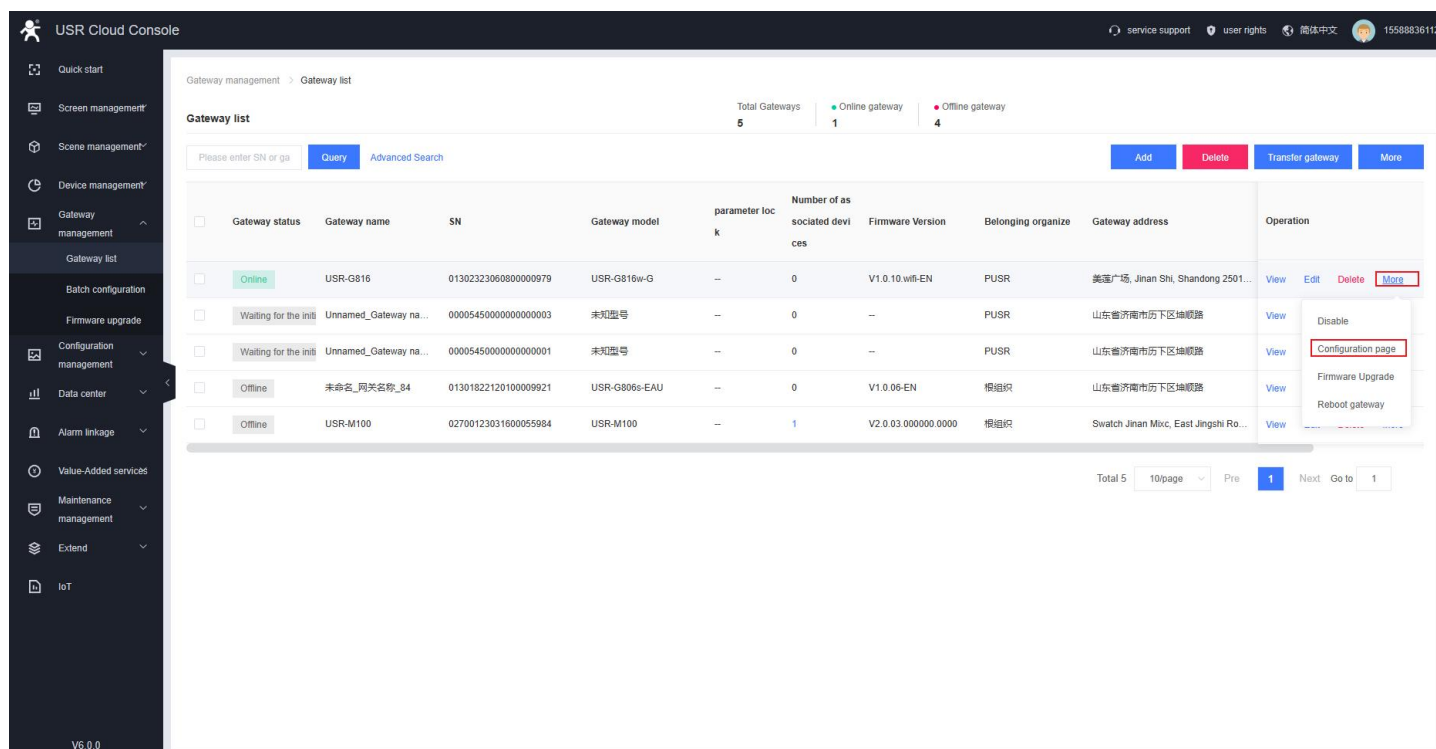 USR Cloud Console
service support
user rights
简体中文
15588836112
Quick start
Screen management
Scene management
Device management
Gateway
management
Gateway list
Batch configuration
Firmware upgrade
Configuration
management
Data center
Alarm linkage
Value-Added services
Maintenance
management
Extend
IoT
V6.0.0
Gateway management > Gateway list
Gateway list
Total Gateways
5
Online gateway
1
Offline gateway
4
Please enter SN or ga
Query
Advanced Search
Add
Delete
Transfer gateway
More
Gateway status
Gateway name
SN
Gateway model
parameter loc
k
Number of as
sociated devi
ces
Firmware Version
Belonging organize
Gateway address
Operation
Online USR-G816 01302323060800000979 USR-G816w-G -- 0 V1.0.10.wifi-EN PUSR 美莲广场, Jinan Shi, Shandong 2501... View Edit Delete More
Waiting for the initi Unnamed_Gateway na... 00005450000000000003 未知型号 -- 0 -- PUSR 山东省济南市历下区坤顺路 View
Waiting for the initi Unnamed_Gateway na... 00005450000000000001 未知型号 -- 0 -- PUSR 山东省济南市历下区坤顺路 View
Offline 未命名_网关名称_84 01301822120100009921 USR-G806s-EAU -- 0 V1.0.06-EN 根组织 山东省济南市历下区坤顺路 View
Offline USR-M100 02700123031600055984 USR-M100 -- 1 V2.0.03.000000.0000 根组织 Swatch Jinan Mixc, East Jingshi Ro... View
Disable
Configuration page
Firmware Upgrade
Reboot gateway
Total 5 10/page Pre 1 Next Go to 1